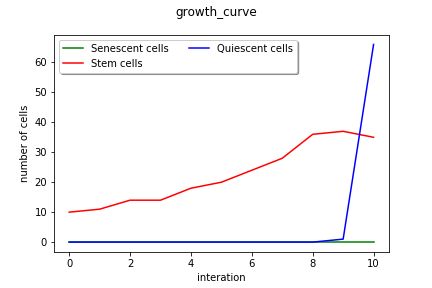 growth_curve
Senescent cells
Stem cells
Quiescent cells
number of cells
60
50
40
30
20
10
0
0 2 4 6 8 10
interation